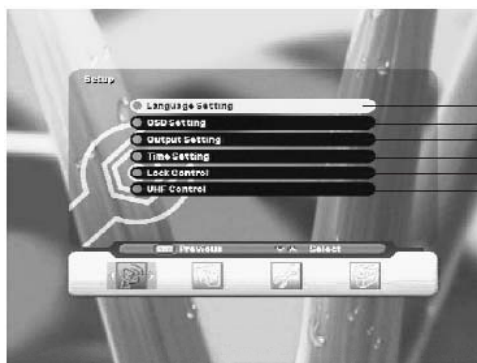 Setup
Language Setting
OSD Setting
Output Setting
Time Setting
Lock Control
UHF Control
Previous Select